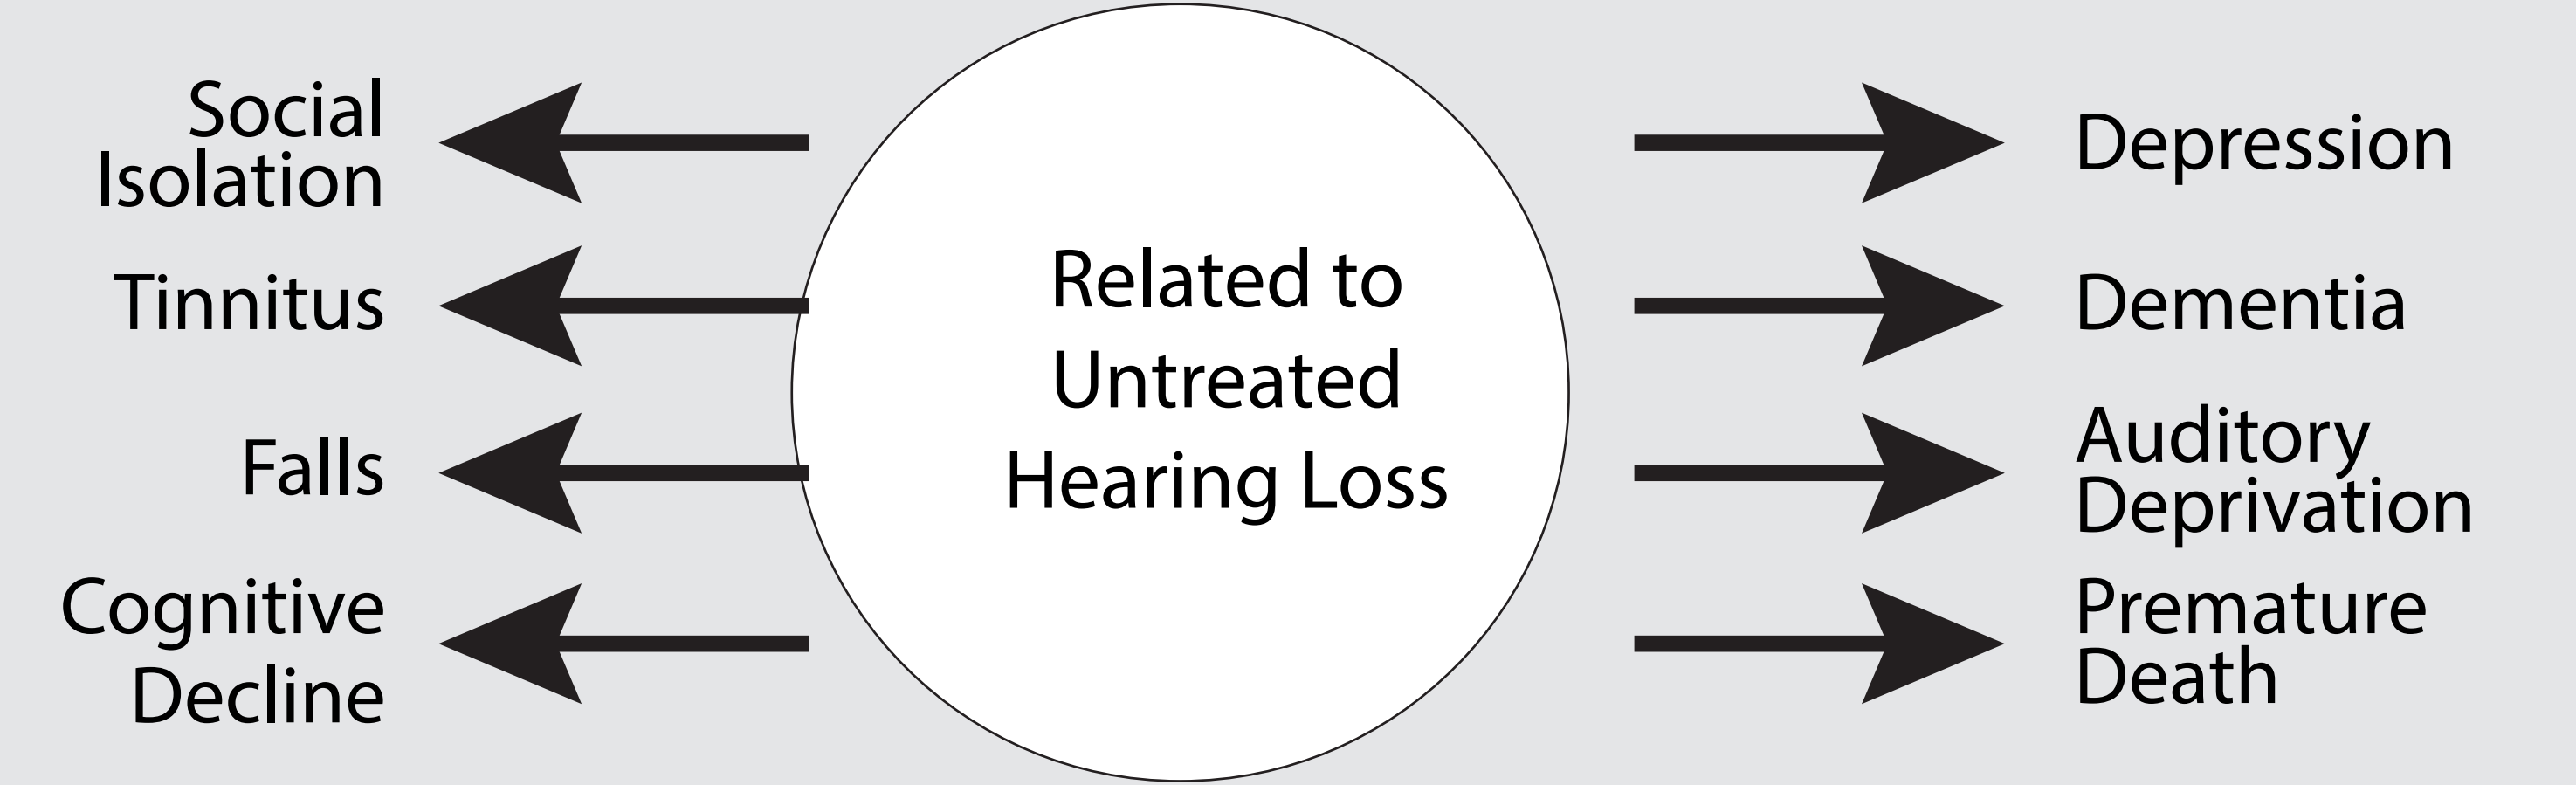 Social
Isolation
Tinnitus
Falls
Cognitive
Decline
Related to
Untreated
Hearing Loss
Depression
Dementia
Auditory
Deprivation
Premature
Death